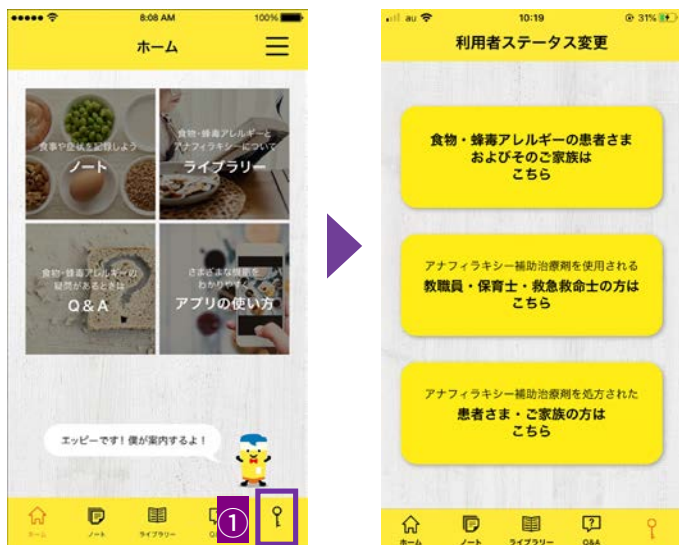 8:08 AM
100%
ホーム
食事や症状を記録しよう
ノート
食物・蜂毒アレルギーと
アナフィラキシーについて
ライブラリー
食物・蜂毒アレルギーの
疑問があるときは
Q&A
さまざまな機能を
わかりやすく
アプリの使い方
エッピーです！僕が案内するよ！
ホーム
ノート
ライブラリー
①
au
10:19
31%
利用者ステータス変更
食物・蜂毒アレルギーの患者さま
およびそのご家族は
こちら
アナフィラキシー補助治療剤を使用される
教職員・保育士・救急救命士の方は
こちら
アナフィラキシー補助治療剤を処方された
患者さま・ご家族の方は
こちら
ホーム
ノート
ライブラリー
Q&A